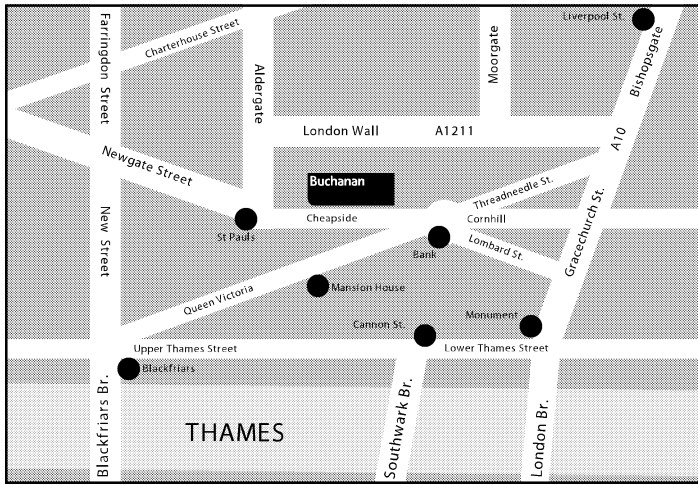 Liverpool St.
Farringdon Street
Charterhouse Street
Aldergate
Moorgate
Bishopsgate
London Wall
A1211
A10
Newgate Street
Buchanan
Threadneedle St.
Cheapside
Cornhill
St Pauls
New Street
Bank
Lombard St.
Gracechurch St.
Queen Victoria
Mansion House
Cannon St.
Monument
Upper Thames Street
Lower Thames Street
Blackfriars
Blackfriars Br.
THAMES
Southwark Br.
London Br.